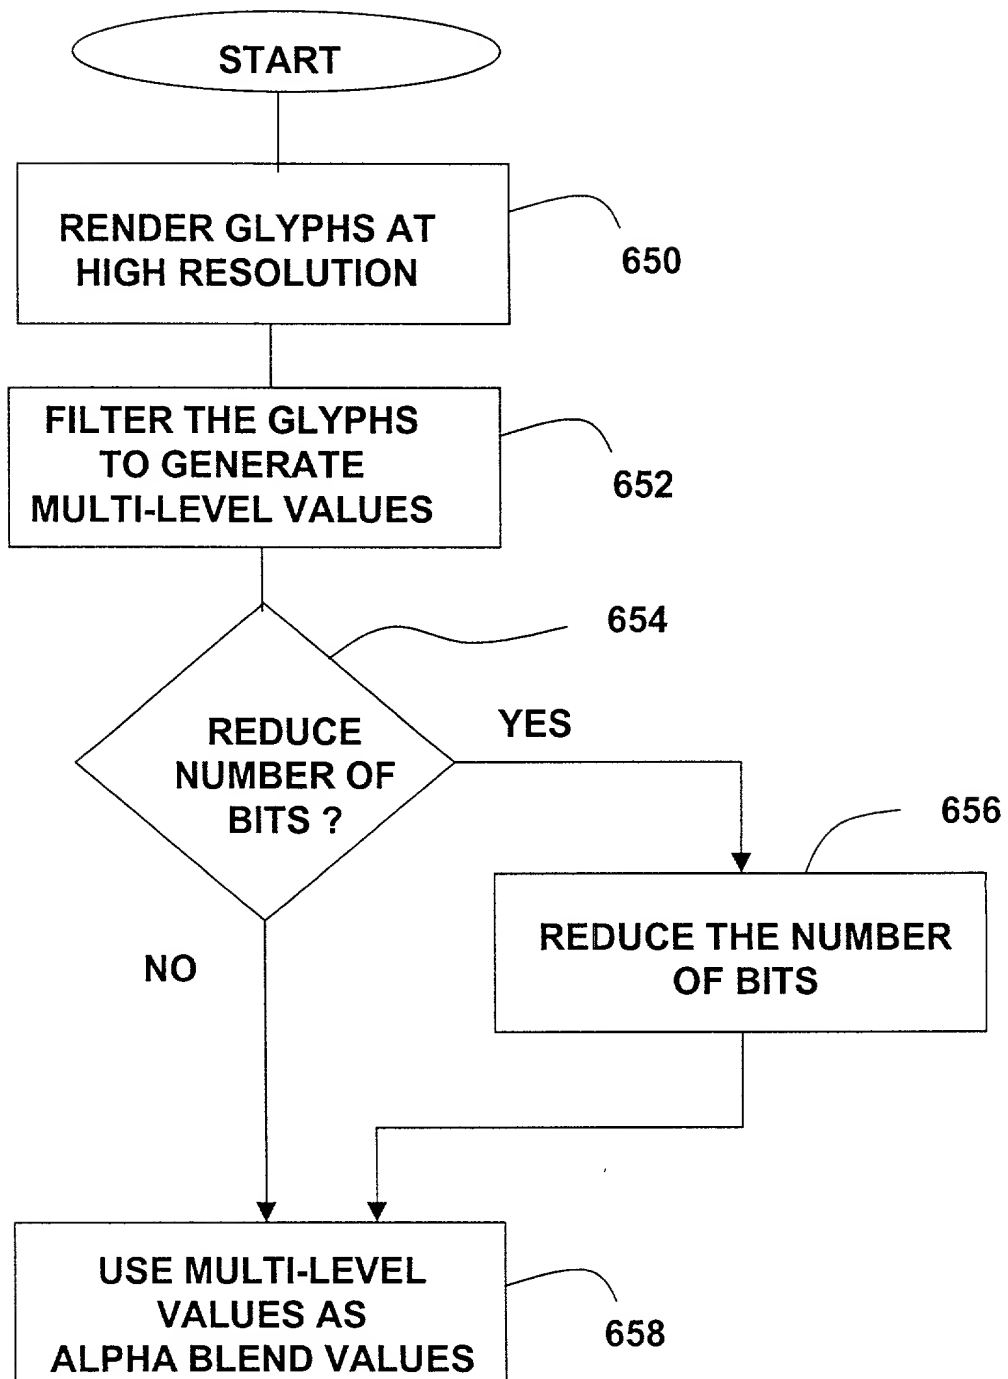 START
RENDER GLYPHS AT
HIGH RESOLUTION
650
FILTER THE GLYPHS
TO GENERATE
MULTI-LEVEL VALUES
652
654
REDUCE
NUMBER OF
BITS ?
YES
656
REDUCE THE NUMBER
OF BITS
NO
USE MULTI-LEVEL
VALUES AS
ALPHA BLEND VALUES
658